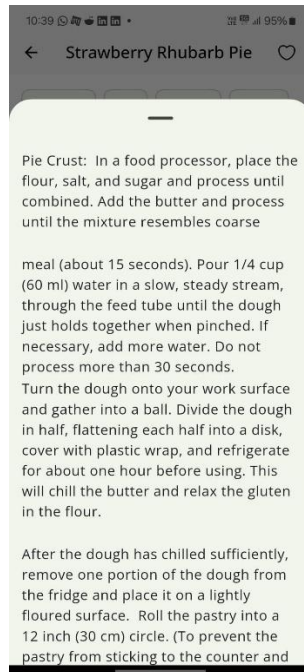 10:39
95%
Strawberry Rhubarb Pie
Pie Crust:  In a food processor, place the
flour, salt, and sugar and process until
combined. Add the butter and process
until the mixture resembles coarse
meal (about 15 seconds). Pour 1/4 cup
(60 ml) water in a slow, steady stream,
through the feed tube until the dough
just holds together when pinched. If
necessary, add more water. Do not
process more than 30 seconds.
Turn the dough onto your work surface
and gather into a ball. Divide the dough
in half, flattening each half into a disk,
cover with plastic wrap, and refrigerate
for about one hour before using. This
will chill the butter and relax the gluten
in the flour.
After the dough has chilled sufficiently,
remove one portion of the dough from
the fridge and place it on a lightly
floured surface.  Roll the pastry into a
12 inch (30 cm) circle. (To prevent the
pastry from sticking to the counter and